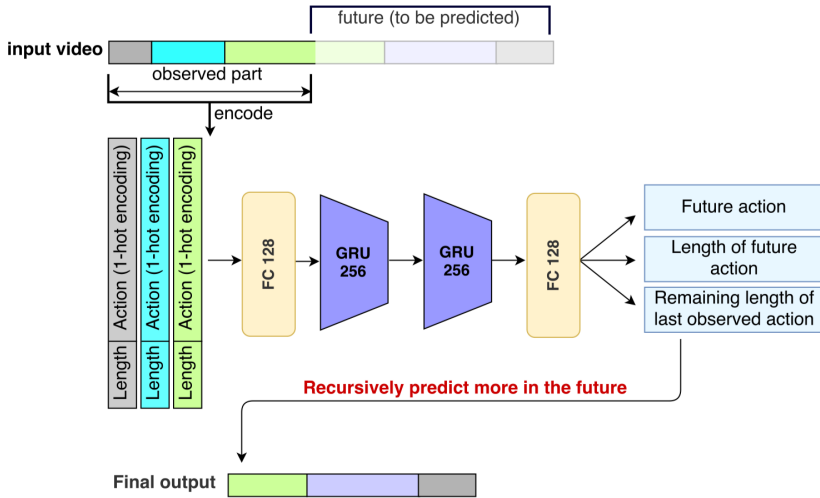 future (to be predicted)
input video
observed part
encode
Length Action (1-hot encoding)
Length Action (1-hot encoding)
Length Action (1-hot encoding)
FC 128
GRU
256
GRU
256
FC 128
Future action
Length of future
action
Remaining length of
last observed action
Recursively predict more in the future
Final output